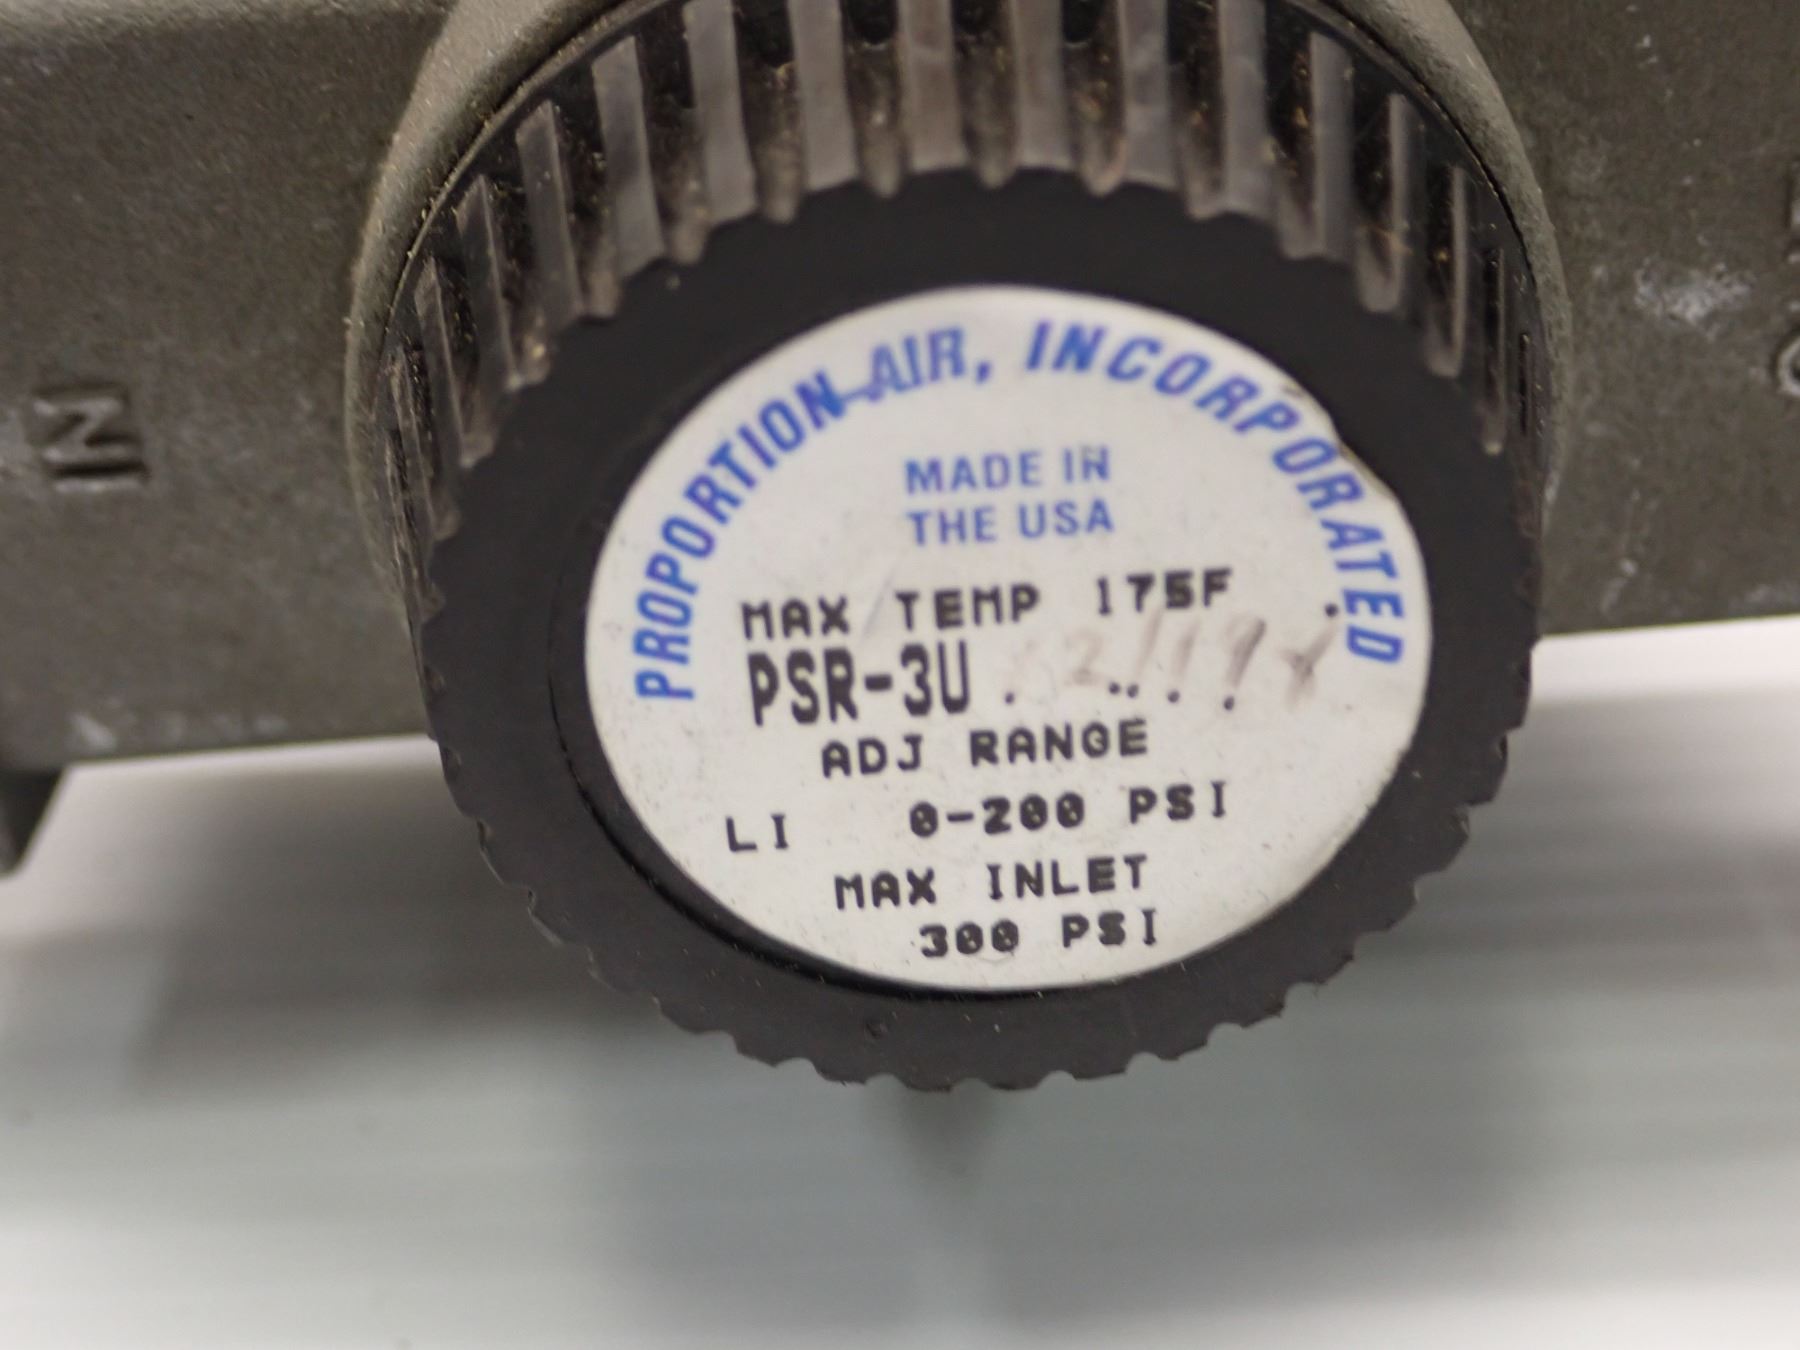 PROPORTION-AIR, INCORPORATED
MADE IN
THE USA
MAX TEMP 175F
PSR-3U
ADJ RANGE
LI 0-200 PSI
MAX INLET
300 PSI
IN